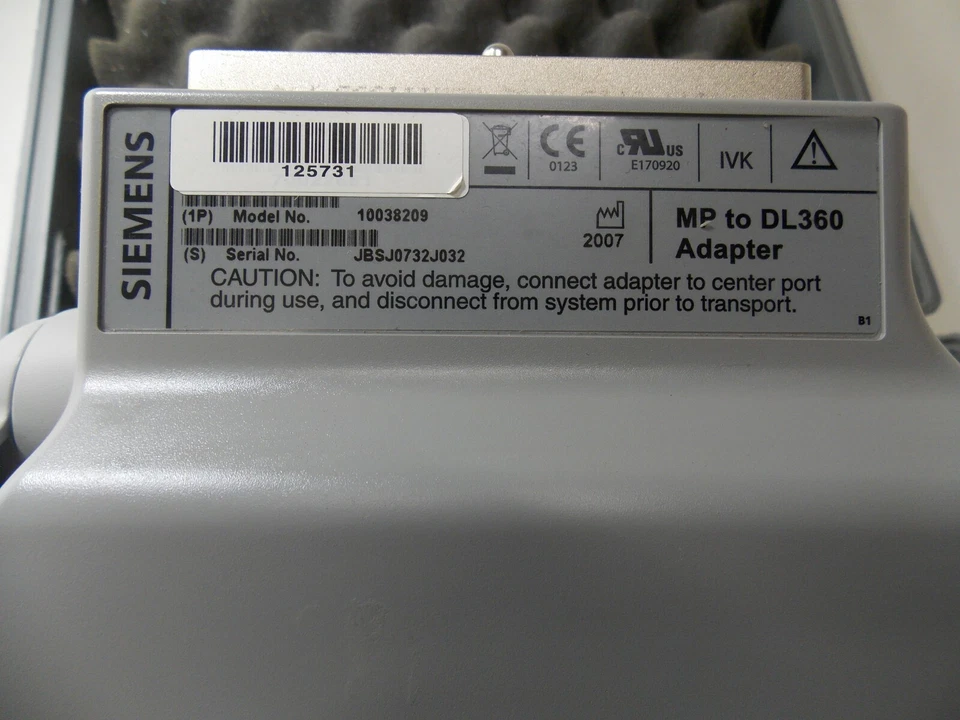 SIEMENS
125731
CE
0123
c RU us
E170920
IVK
(1P) Model No. 10038209
(S) Serial No. JBSJ0732J032
2007
MP to DL360
Adapter
CAUTION: To avoid damage, connect adapter to center port
during use, and disconnect from system prior to transport.
B1